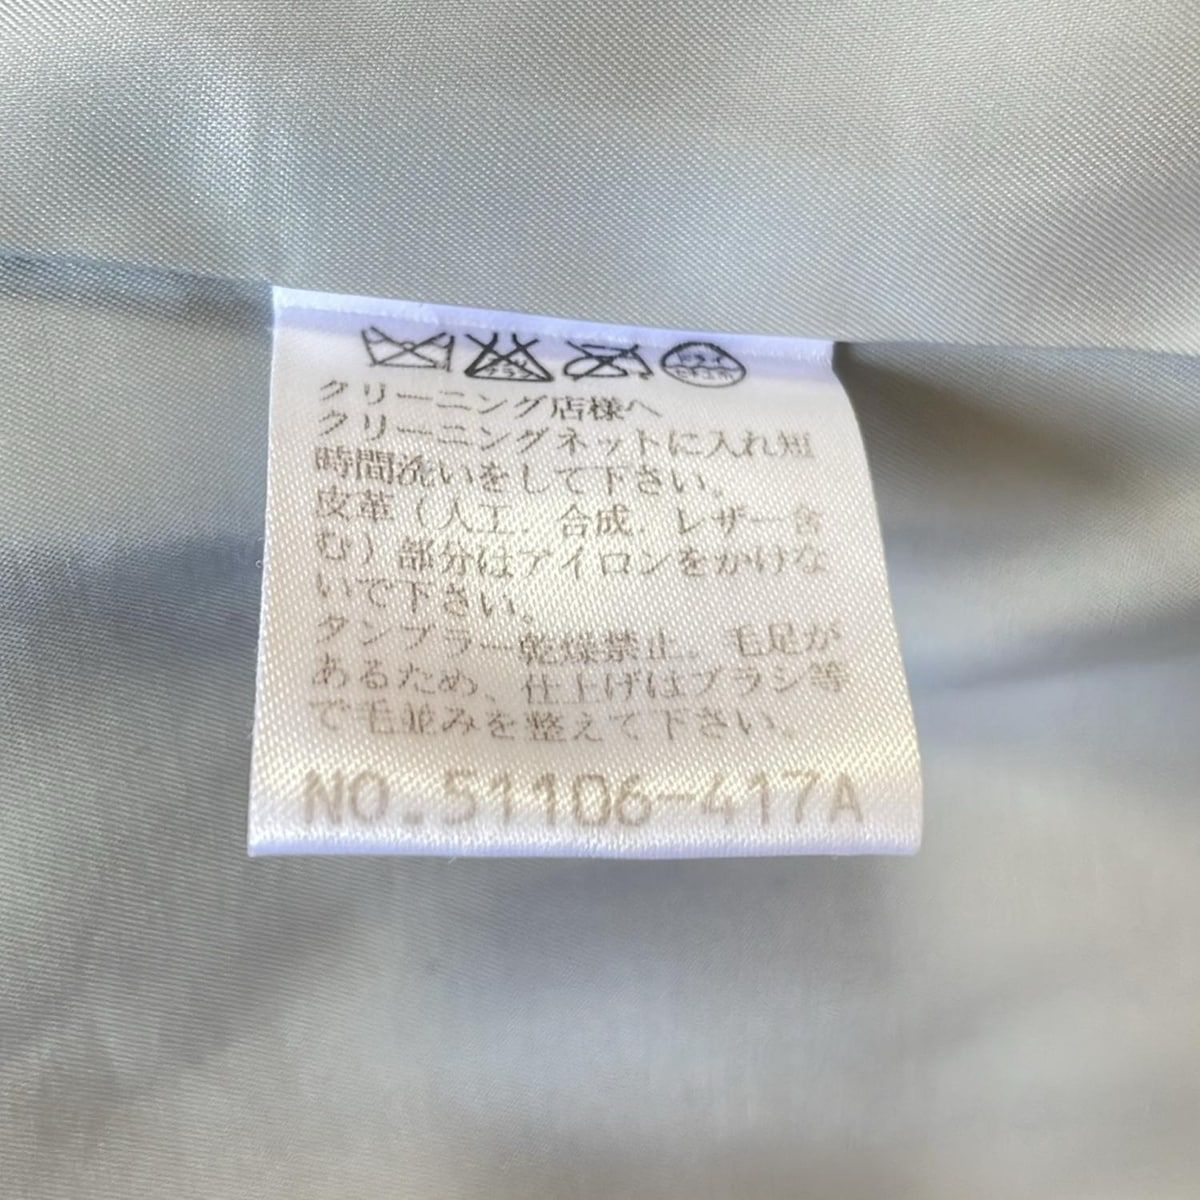 ドライ
クリーニング店様へ
クリーニングネットに入れ短
時間洗いをして下さい。
皮革(人工．合成．レザー含
む)部分はアイロンをかけな
いで下さい。
タンブラー乾燥禁止．毛足が
あるため、仕上げはブラシ等
で毛並みを整えて下さい。
NO.51106-417A